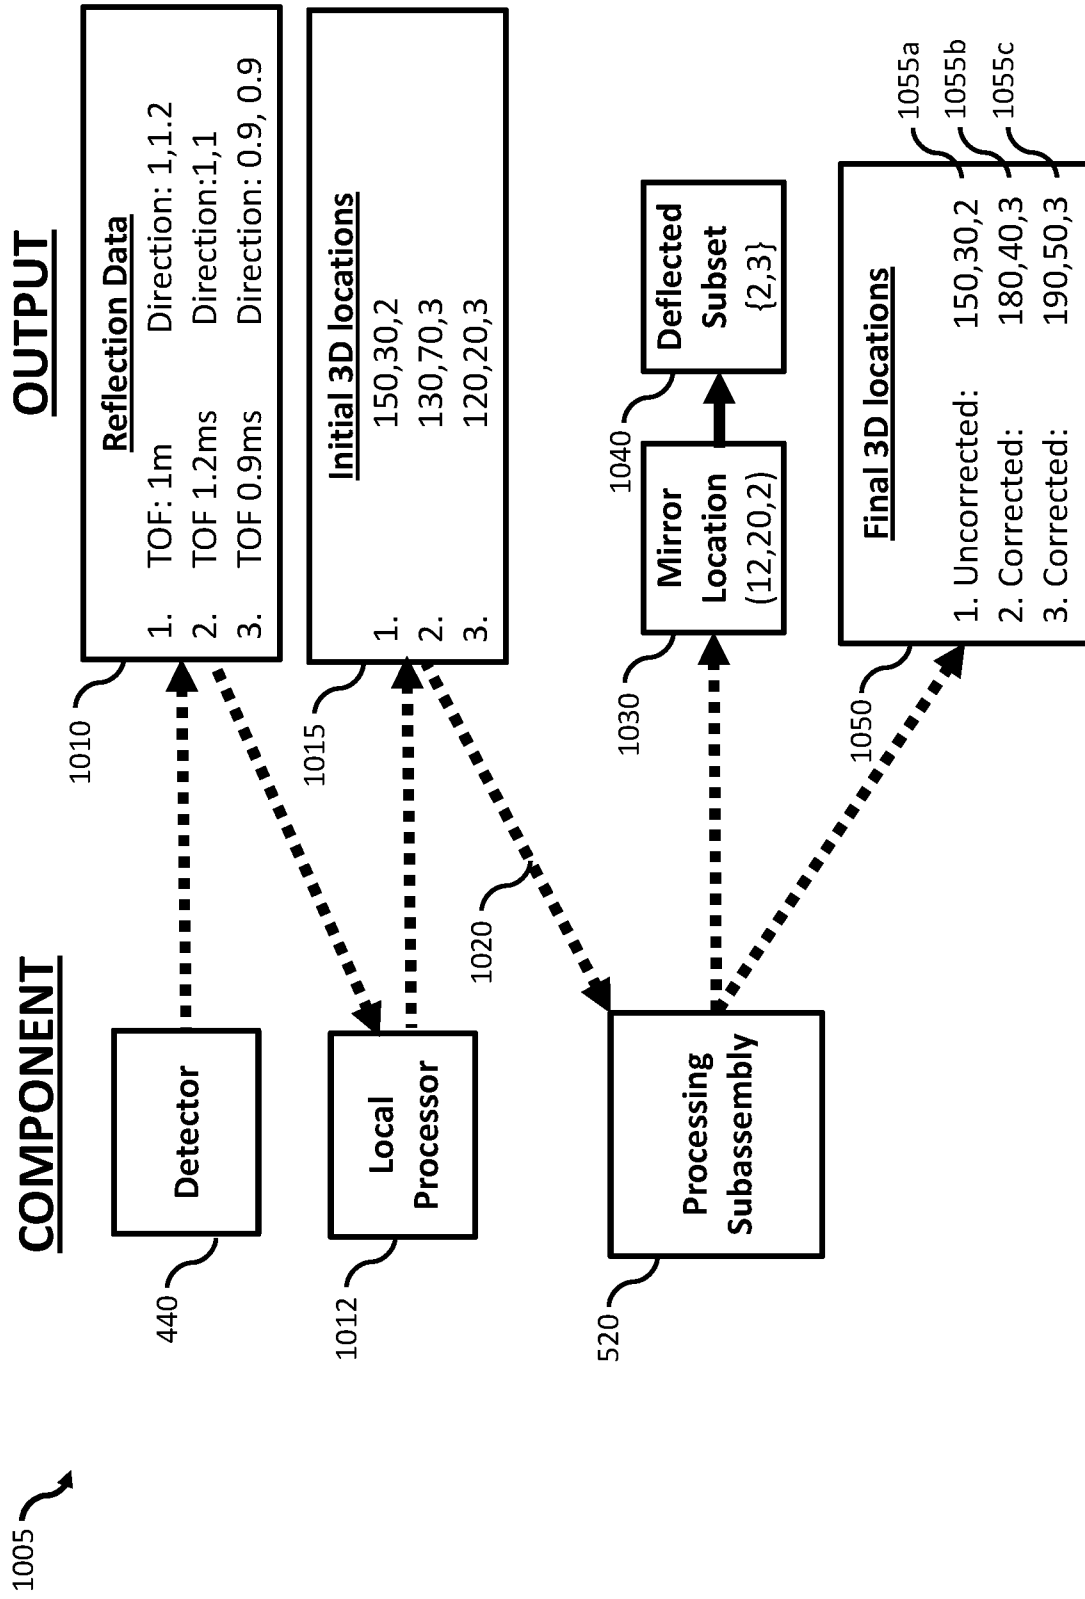 1005
COMPONENT
OUTPUT
440
Detector
1010
Reflection Data
1. TOF: 1m Direction: 1,1.2
2. TOF 1.2ms Direction:1,1
3. TOF 0.9ms Direction: 0.9, 0.9
1012
Local
Processor
1015
Initial 3D locations
1. 150,30,2
2. 130,70,3
3. 120,20,3
1020
520
Processing
Subassembly
1030
Mirror
Location
(12,20,2)
1040
Deflected
Subset
{2,3}
1050
Final 3D locations
1. Uncorrected: 150,30,2
2. Corrected: 180,40,3
3. Corrected: 190,50,3
1055a
1055b
1055c